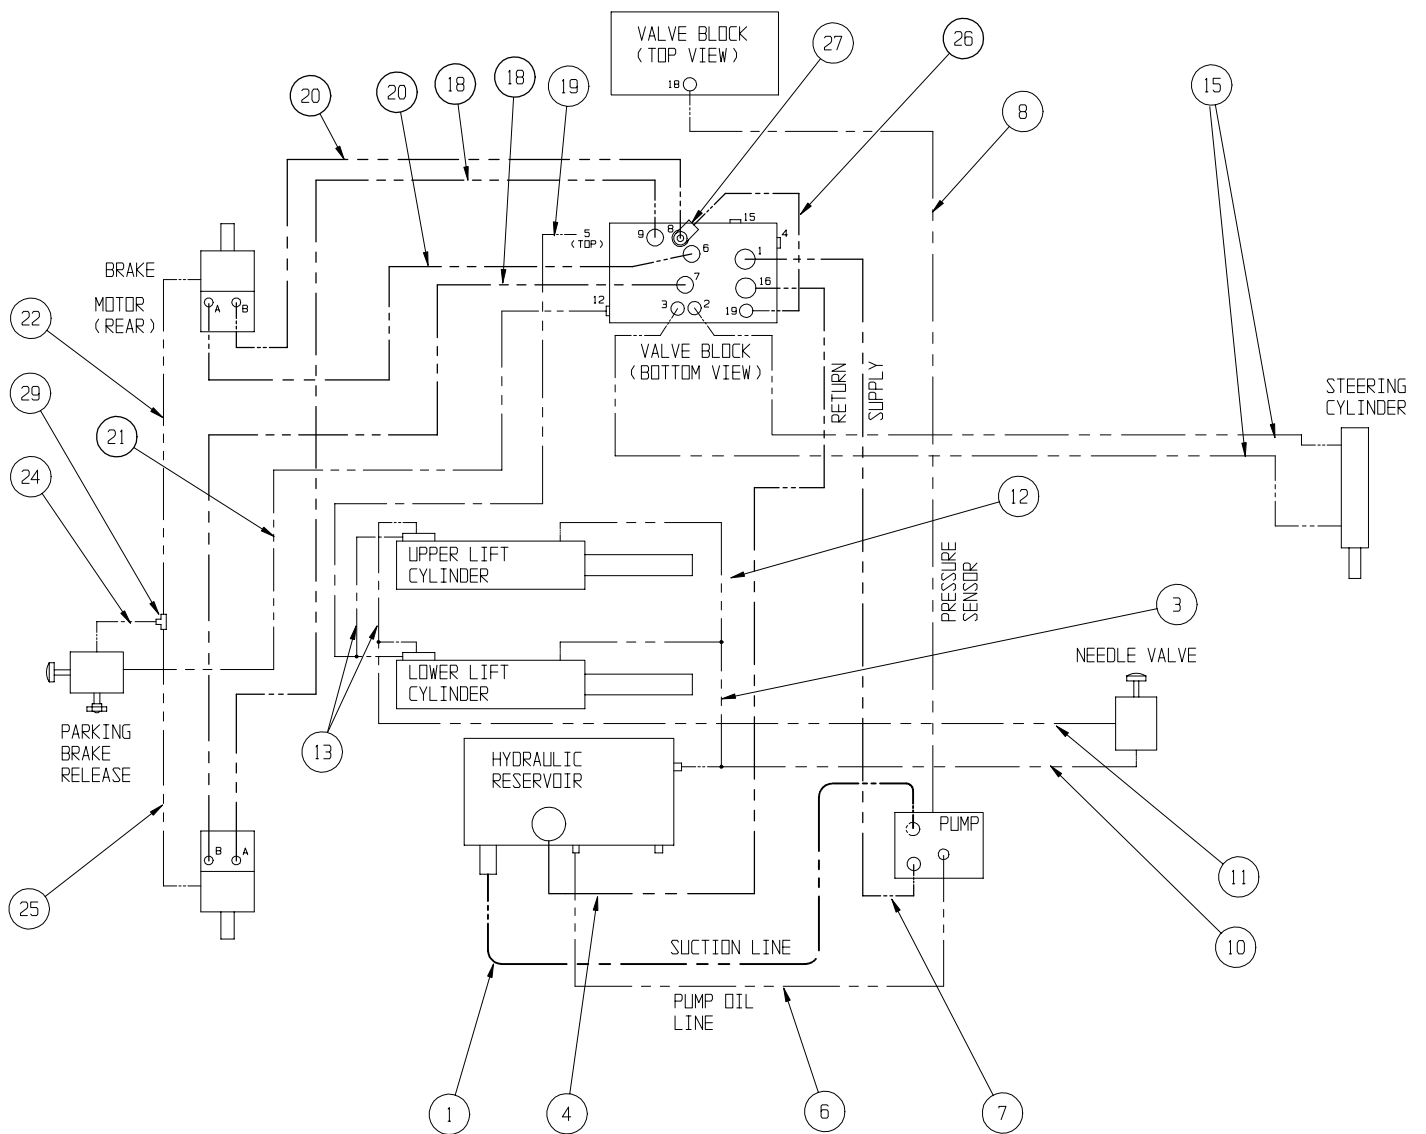 VALVE BLOCK
(TOP VIEW)
18
27
26
20
20
18
18
19
8
15
5
(TOP)
9
8
15
4
6
1
7
16
12
3
2
19
BRAKE
MOTOR
(REAR)
A
B
22
29
21
24
VALVE BLOCK
(BOTTOM VIEW)
RETURN
SUPPLY
STEERING
CYLINDER
12
UPPER LIFT
CYLINDER
PRESSURE
SENSOR
3
NEEDLE VALVE
LOWER LIFT
CYLINDER
PARKING
BRAKE
RELEASE
13
HYDRAULIC
RESERVOIR
PUMP
B
A
11
25
10
SUCTION LINE
PUMP OIL
LINE
1
4
6
7